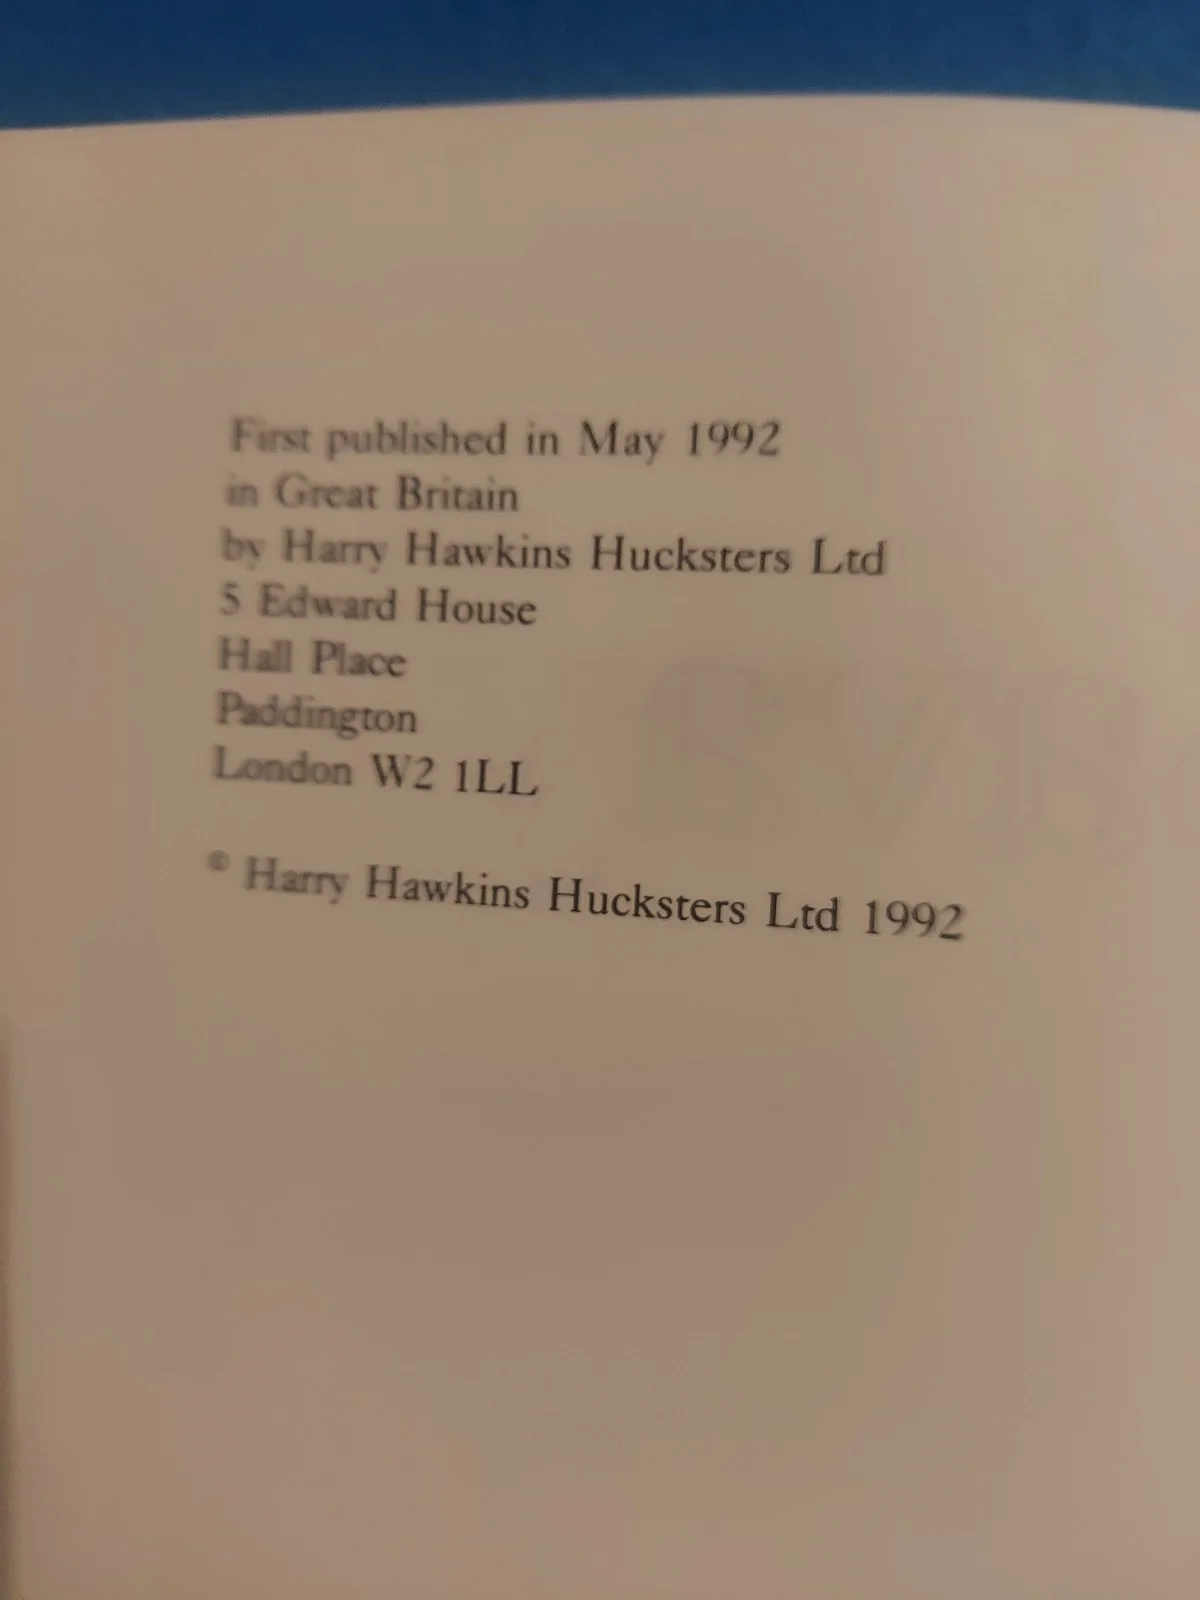 First published in May 1992
in Great Britain
by Harry Hawkins Hucksters Ltd
5 Edward House
Hall Place
Paddington
London W2 1LL
© Harry Hawkins Hucksters Ltd 1992